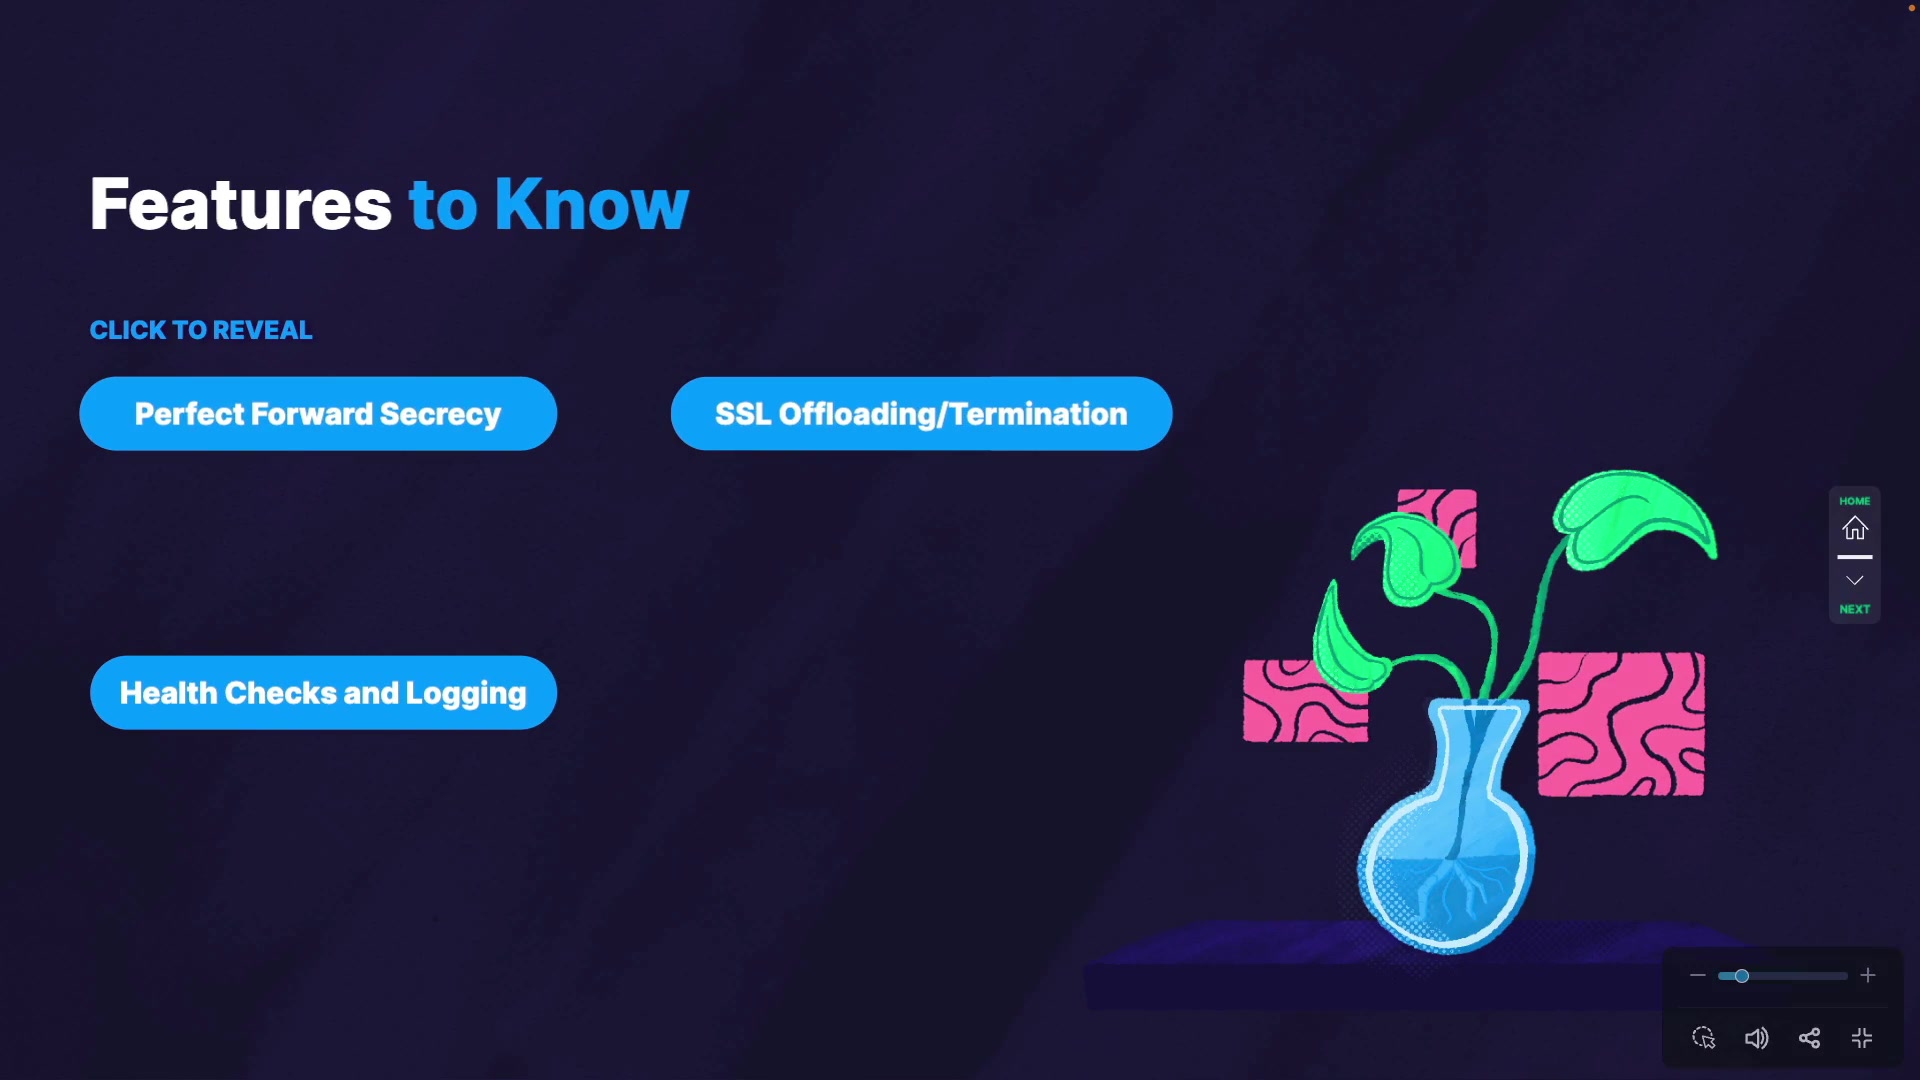 Features to Know
CLICK TO REVEAL
Perfect Forward Secrecy
SSL Offloading/Termination
Health Checks and Logging
HOME
NEXT